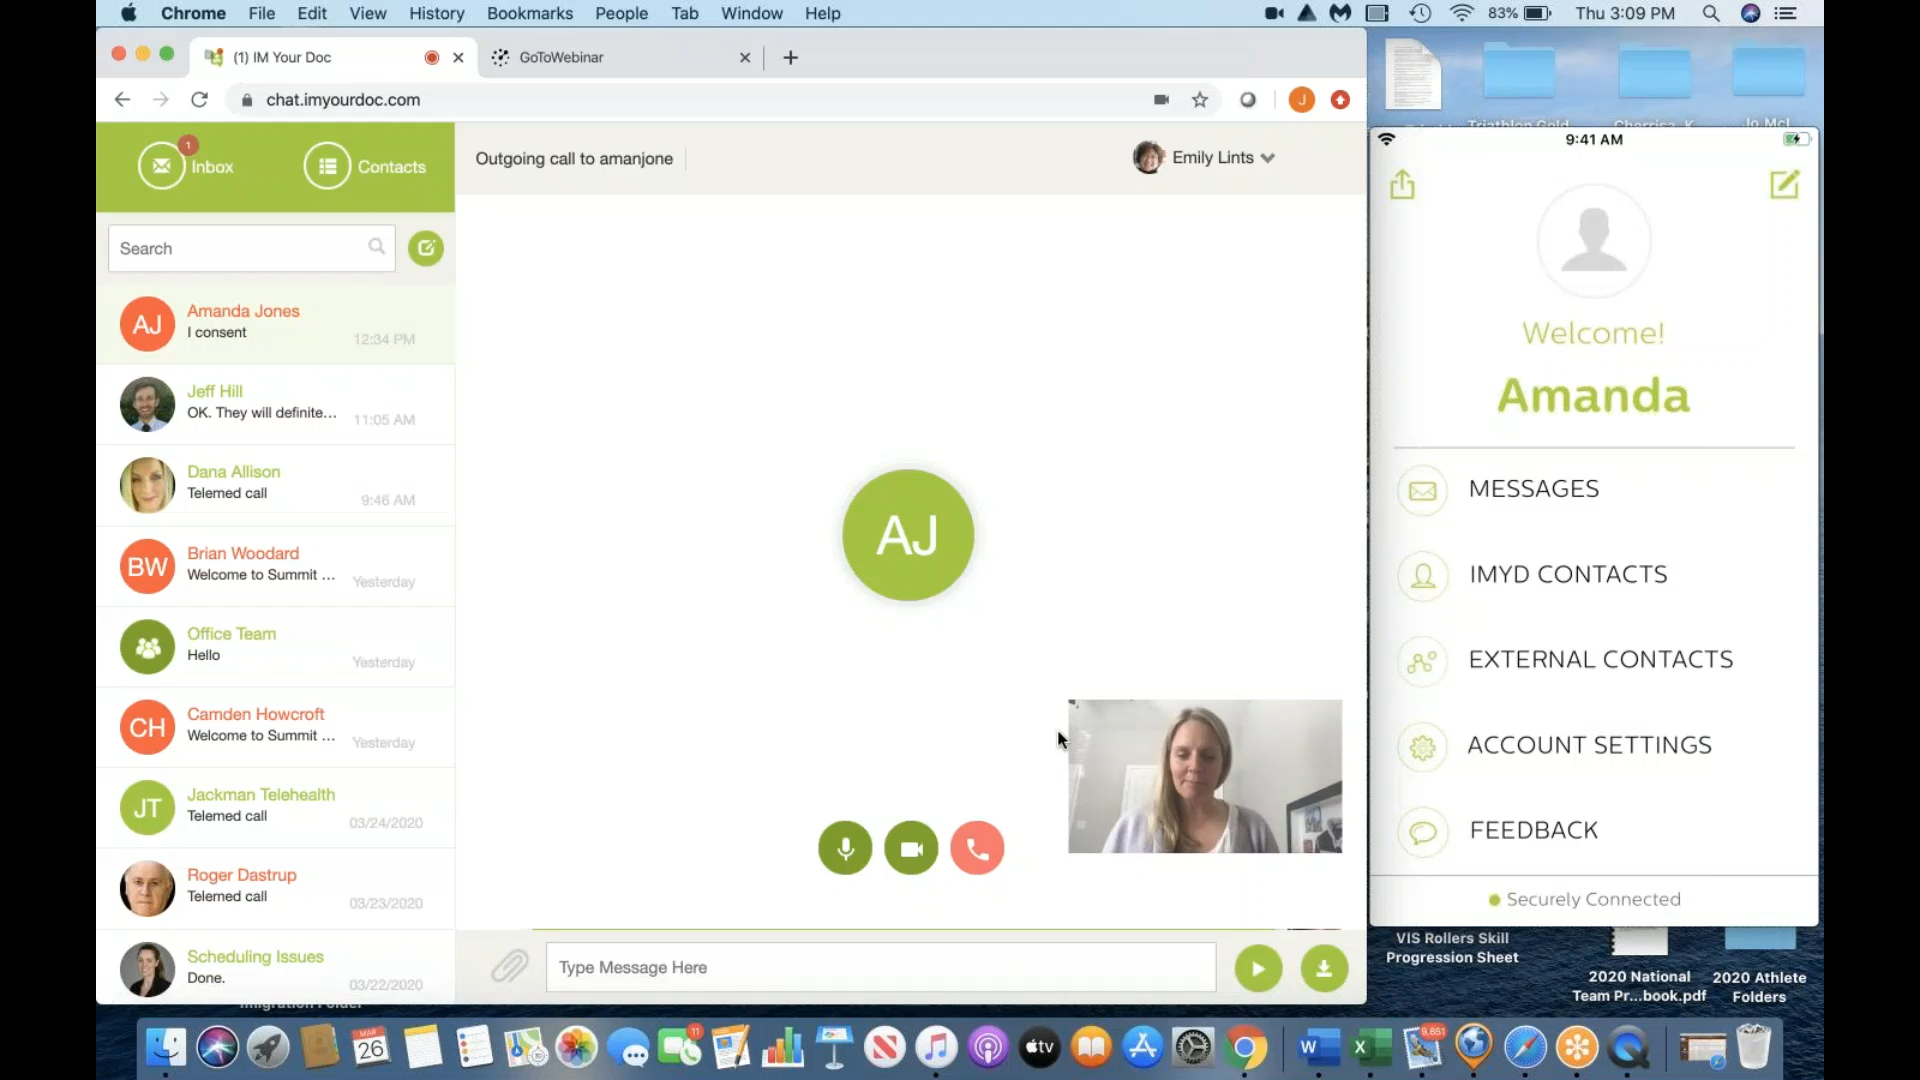 Chrome File Edit View History Bookmarks People Tab Window Help
83% Thu 3:09 PM
(1) IM Your Doc
GoToWebinar
chat.imyourdoc.com
J
1
Inbox
Contacts
Search
Outgoing call to amanjone
Emily Lints
AJ
Amanda Jones
I consent
12:34 PM
Jeff Hill
OK. They will definite...
11:05 AM
Dana Allison
Telemed call
9:46 AM
BW
Brian Woodard
Welcome to Summit ...
Yesterday
Office Team
Hello
Yesterday
CH
Camden Howcroft
Welcome to Summit ...
Yesterday
JT
Jackman Telehealth
Telemed call
03/24/2020
Roger Dastrup
Telemed call
03/23/2020
Scheduling Issues
Done.
03/22/2020
AJ
Type Message Here
9:41 AM
Welcome!
Amanda
MESSAGES
IMYD CONTACTS
EXTERNAL CONTACTS
ACCOUNT SETTINGS
FEEDBACK
Securely Connected
VIS Rollers Skill
Progression Sheet
2020 National
Team Pr...book.pdf
2020 Athlete
Folders
MAR
26
11
tv
W
X
9,851